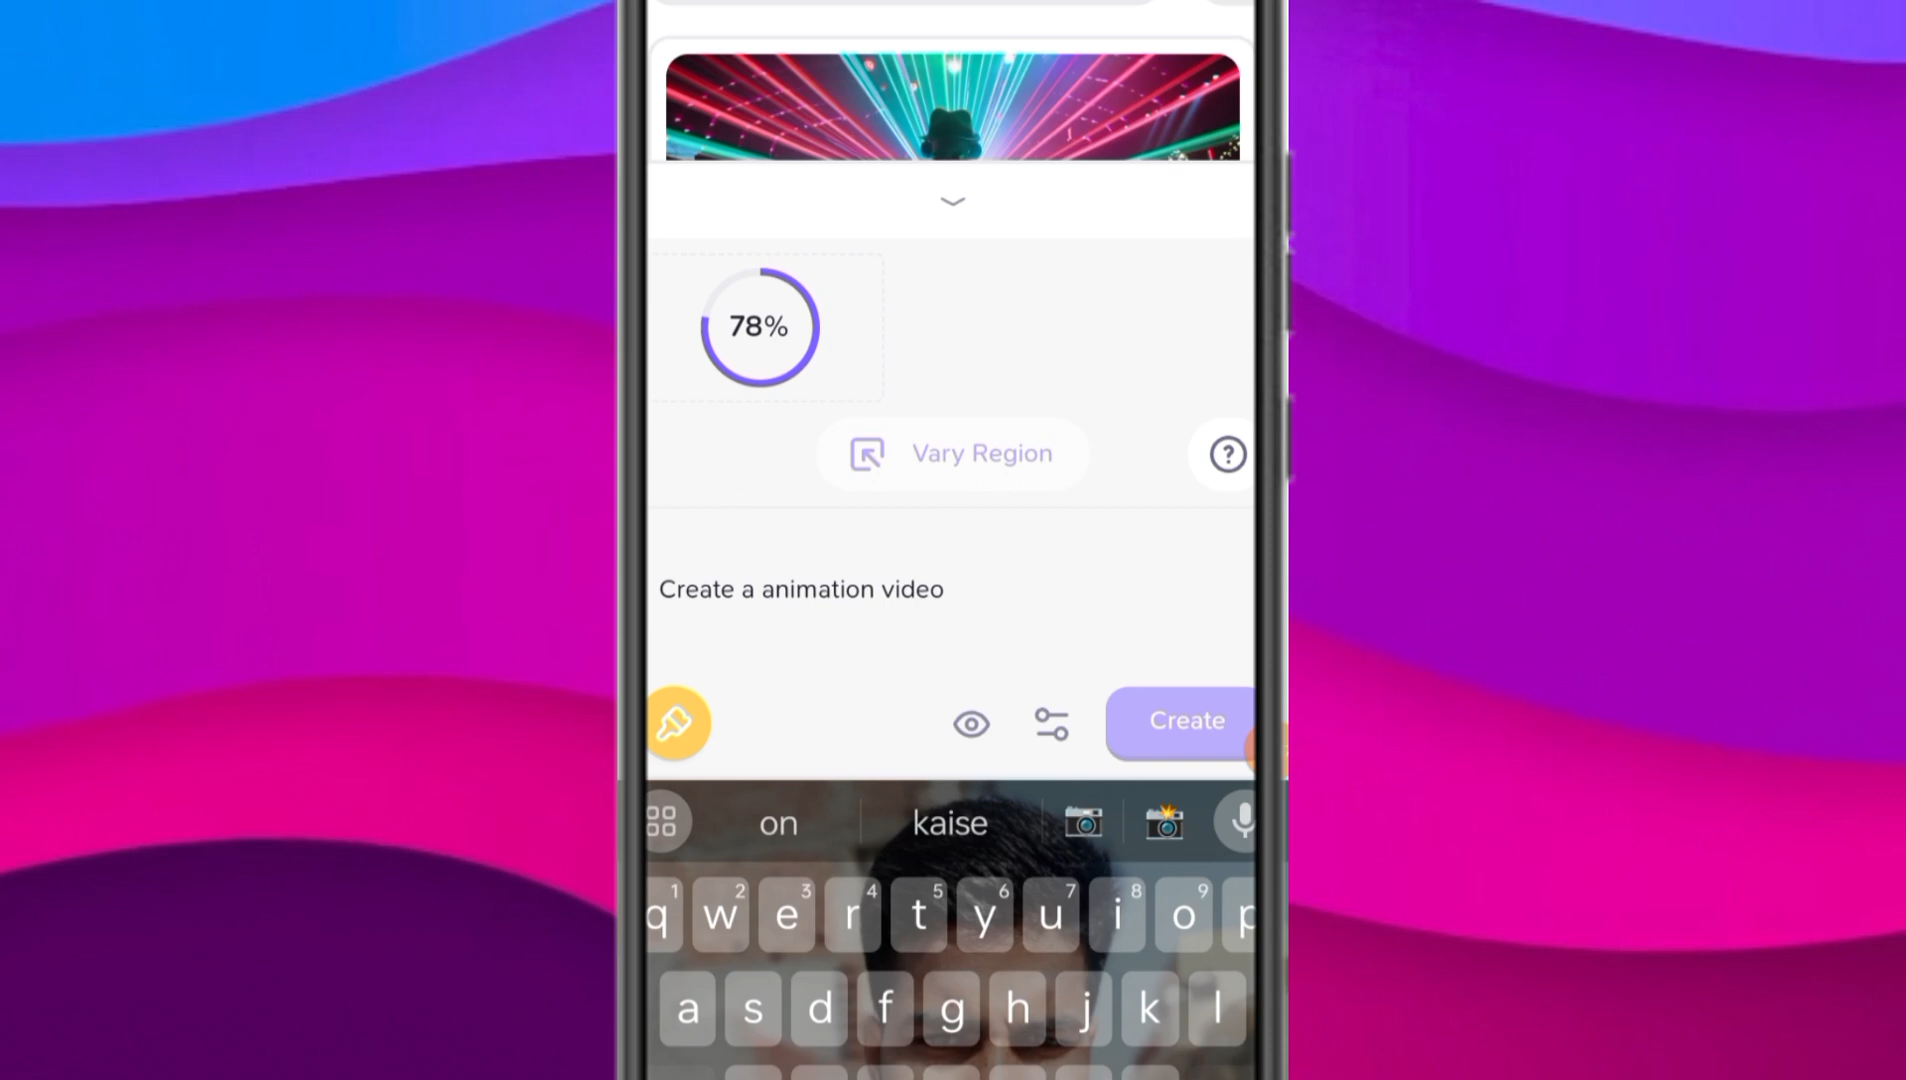 78%
Vary Region
?
Create a animation video
Create
on kaise
1 2 3 4 5 6 7 8 9
q w e r t y u i o p
a s d f g h j k l